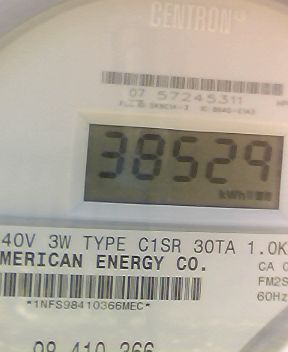 CENTRON
07 57245311
38529
kWh
40V 3W TYPE C1SR 30TA 1.0K
MERICAN ENERGY CO.
CA 0
FM2S
60Hz
*1NFS98410366MEC*
98 410 366